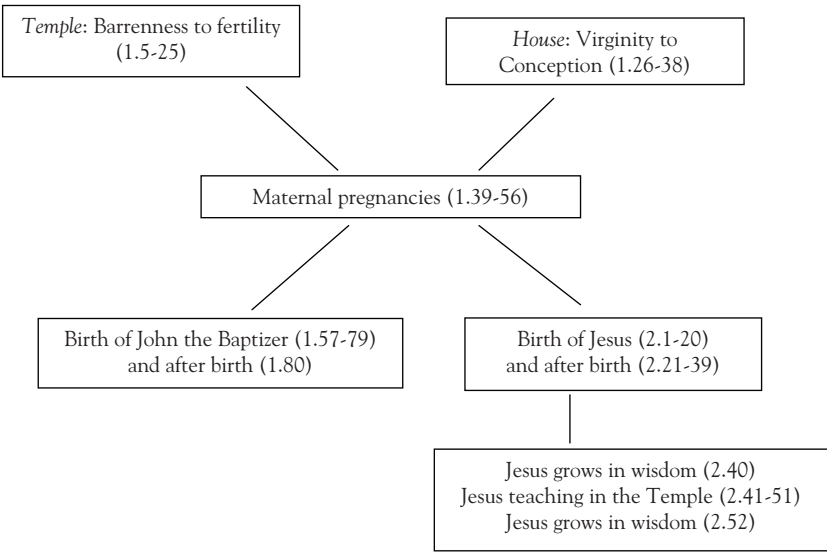 Temple: Barrenness to fertility
(1.5-25)
House: Virginity to
Conception (1.26-38)
Maternal pregnancies (1.39-56)
Birth of John the Baptizer (1.57-79)
and after birth (1.80)
Birth of Jesus (2.1-20)
and after birth (2.21-39)
Jesus grows in wisdom (2.40)
Jesus teaching in the Temple (2.41-51)
Jesus grows in wisdom (2.52)